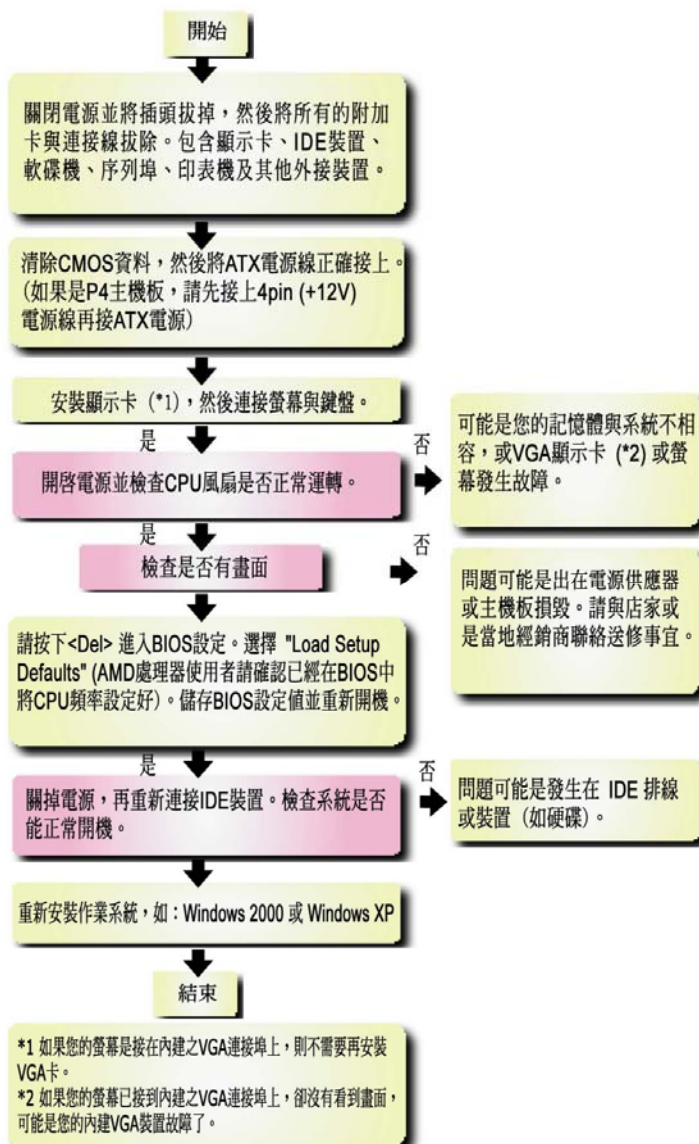 開始
關閉電源並將插頭拔掉，然後將所有的附加
卡與連接線拔除。包含顯示卡、IDE裝置、
軟碟機、序列埠、印表機及其他外接裝置。
清除CMOS資料，然後將ATX電源線正確接上。
(如果是P4主機板，請先接上4pin (+12V)
電源線再接ATX電源)
安裝顯示卡 (*1)，然後連接螢幕與鍵盤。
是
否
開啓電源並檢查CPU風扇是否正常運轉。
可能是您的記憶體與系統不相
容，或VGA顯示卡 (*2) 或螢
幕發生故障。
是
否
檢查是否有畫面
問題可能是出在電源供應器
或主機板損毀。請與店家或
是當地經銷商聯絡送修事宜。
請按下<Del> 進入BIOS設定。選擇 "Load Setup
Defaults" (AMD處理器使用者請確認已經在BIOS中
將CPU頻率設定好)。儲存BIOS設定值並重新開機。
是
否
關掉電源，再重新連接IDE裝置。檢查系統是否
能正常開機。
問題可能是發生在 IDE 排線
或裝置（如硬碟）。
重新安裝作業系統，如：Windows 2000 或 Windows XP
結束
*1 如果您的螢幕是接在內建之VGA連接埠上，則不需要再安裝
VGA卡。
*2 如果您的螢幕已接到內建之VGA連接埠上，卻沒有看到畫面，
可能是您的內建VGA裝置故障了。